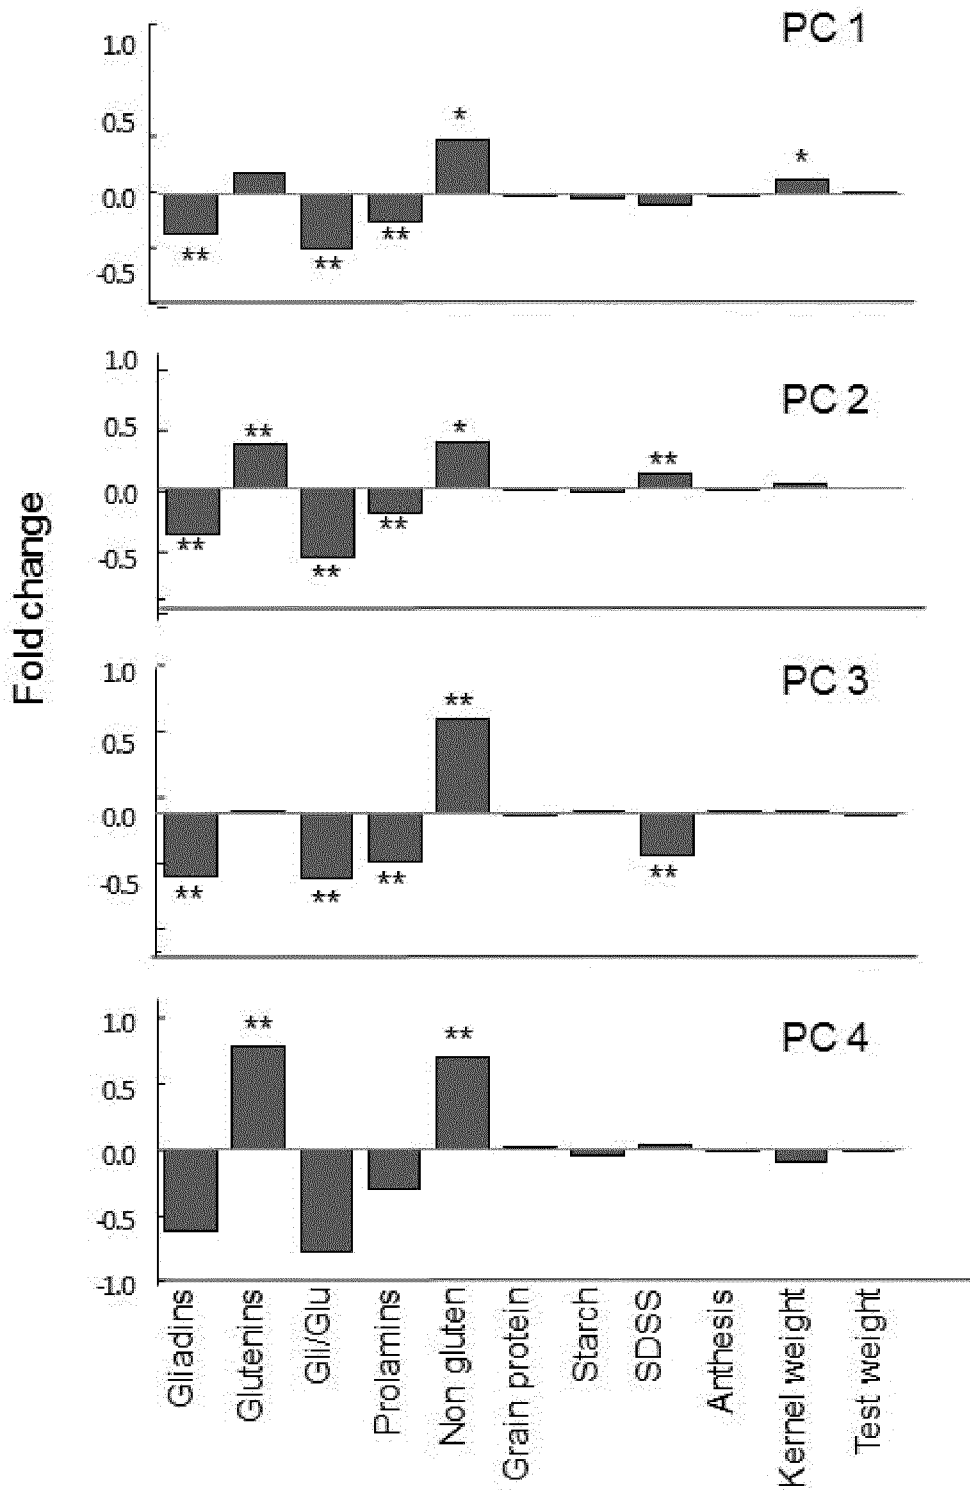 PC 1
1.0
*
0.5
*
0.0
**
**
**
-0.5
1.0
PC 2
0.5
**
*
**
0.0
**
**
-0.5
**
Fold change
1.0
PC 3
**
0.5
0.0
-0.5
**
**
**
**
1.0
**
**
PC 4
0.5
0.0
-0.5
-1.0
Gliadins
Glutenins
Gli/Glu
Prolamins
Non gluten
Grain protein
Starch
SDSS
Anthesis
Kernel weight
Test weight